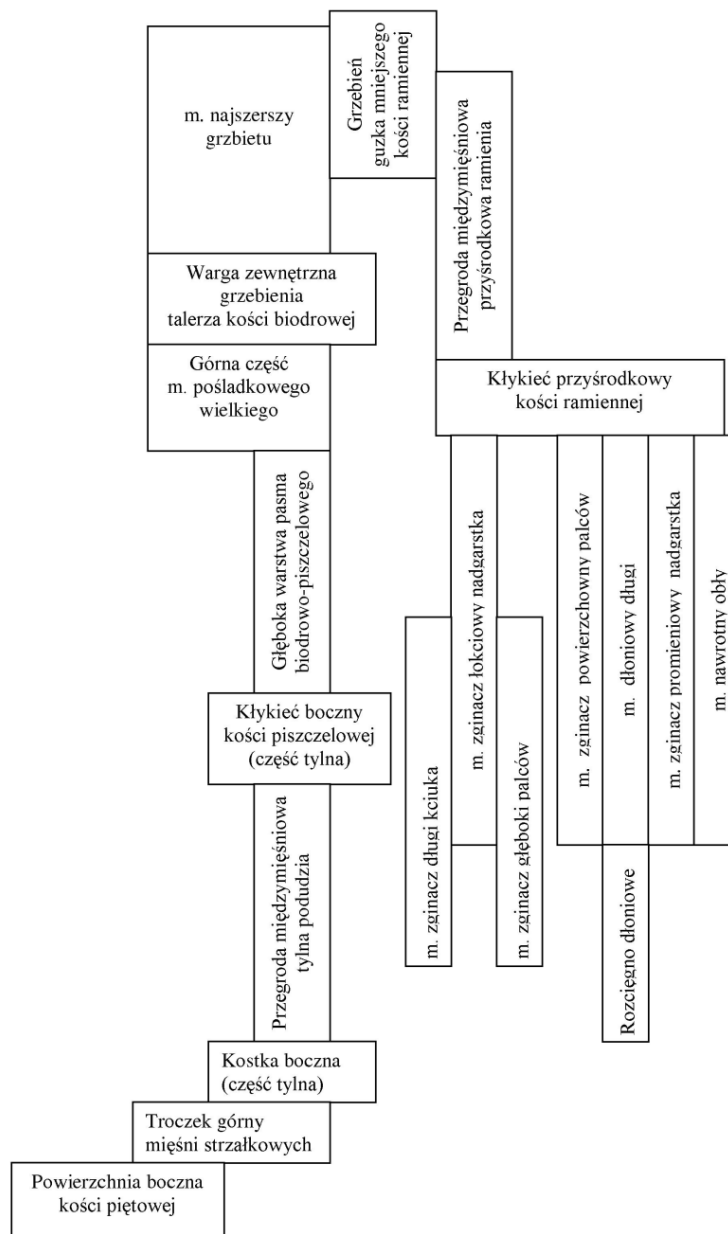 m. najszerszy
grzbietu
Grzebień
guzka mniejszego
kości ramiennej
Przegroda międzymięśniowa
przyśrodkowa ramienia
Warga zewnętrzna
grzebienia
talerza kości biodrowej
Górna część
m. pośladkowego
wielkiego
Kłykieć przyśrodkowy
kości ramiennej
Głęboka warstwa pasma
biodrowo-piszczelowego
m. zginacz długi kciuka
m. zginacz łokciowy nadgarstka
m. zginacz głęboki palców
m. zginacz powierzchowny palców
m. dłoniowy długi
m. zginacz promieniowy nadgarstka
m. nawrotny obły
Kłykieć boczny
kości piszczelowej
(część tylna)
Przegroda międzymięśniowa
tylna podudzia
Rozcięgno dłoniowe
Kostka boczna
(część tylna)
Troczek górny
mięśni strzałkowych
Powierzchnia boczna
kości piętowej